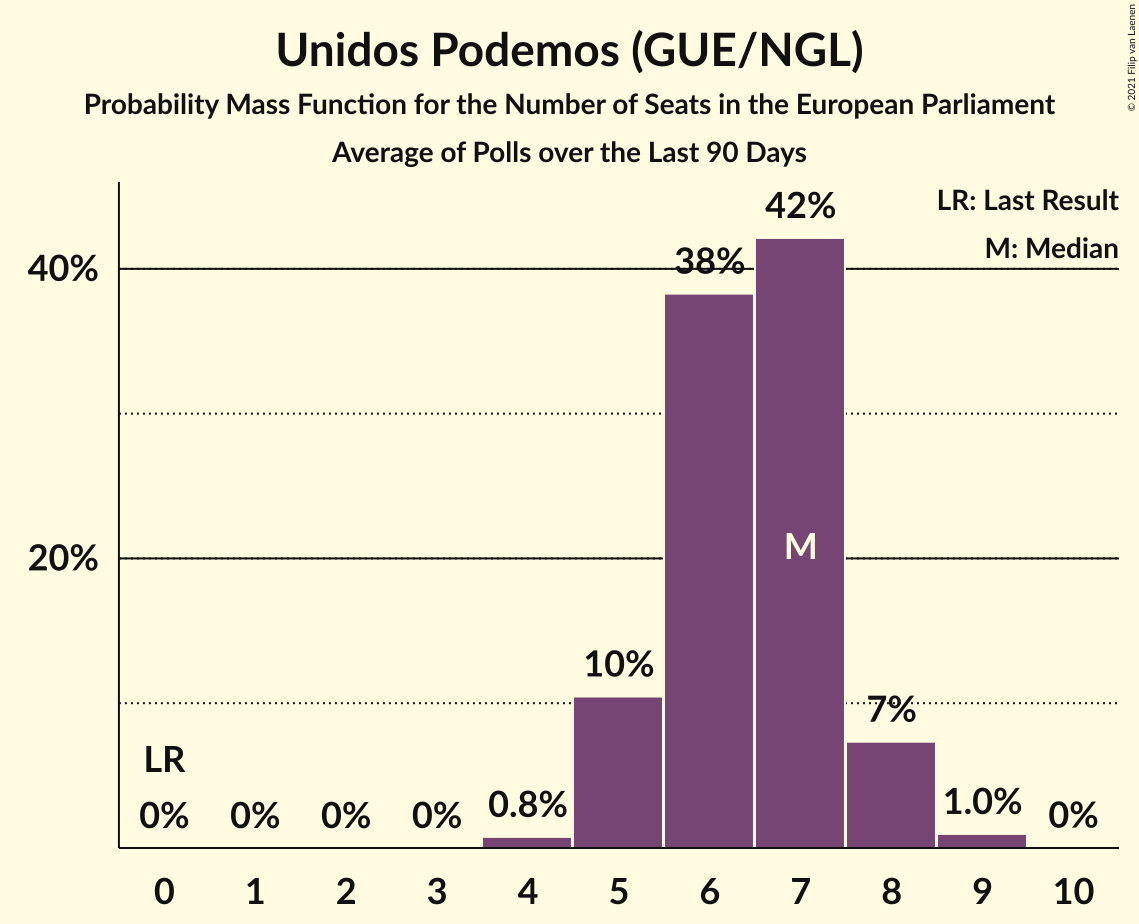 Unidos Podemos (GUE/NGL)
Probability Mass Function for the Number of Seats in the European Parliament
Average of Polls over the Last 90 Days
© 2021 Filip van Laenen
LR: Last Result
M: Median
42%
38%
40%
M
20%
10%
7%
LR
0%
0%
0%
0%
0.8%
1.0%
0%
0 1 2 3 4 5 6 7 8 9 10